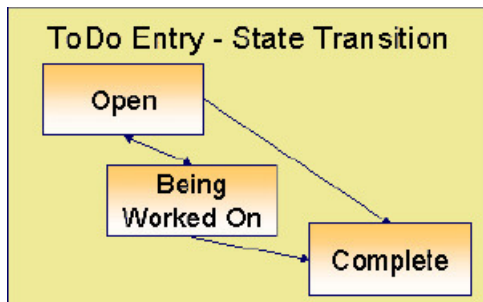 ToDo Entry - State Transition
Open
Being
Worked On
Complete